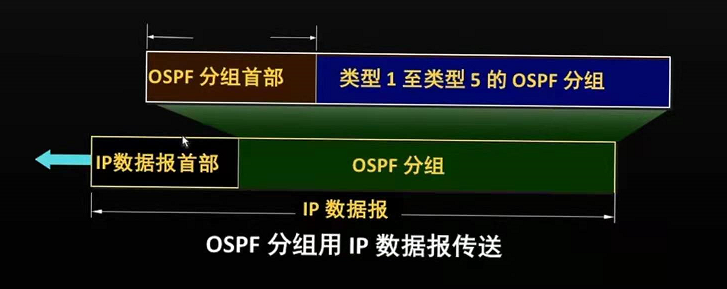 OSPF 分组首部
类型 1 至类型 5 的 OSPF 分组
IP数据报首部
OSPF 分组
IP 数据报
OSPF 分组用 IP 数据报传送